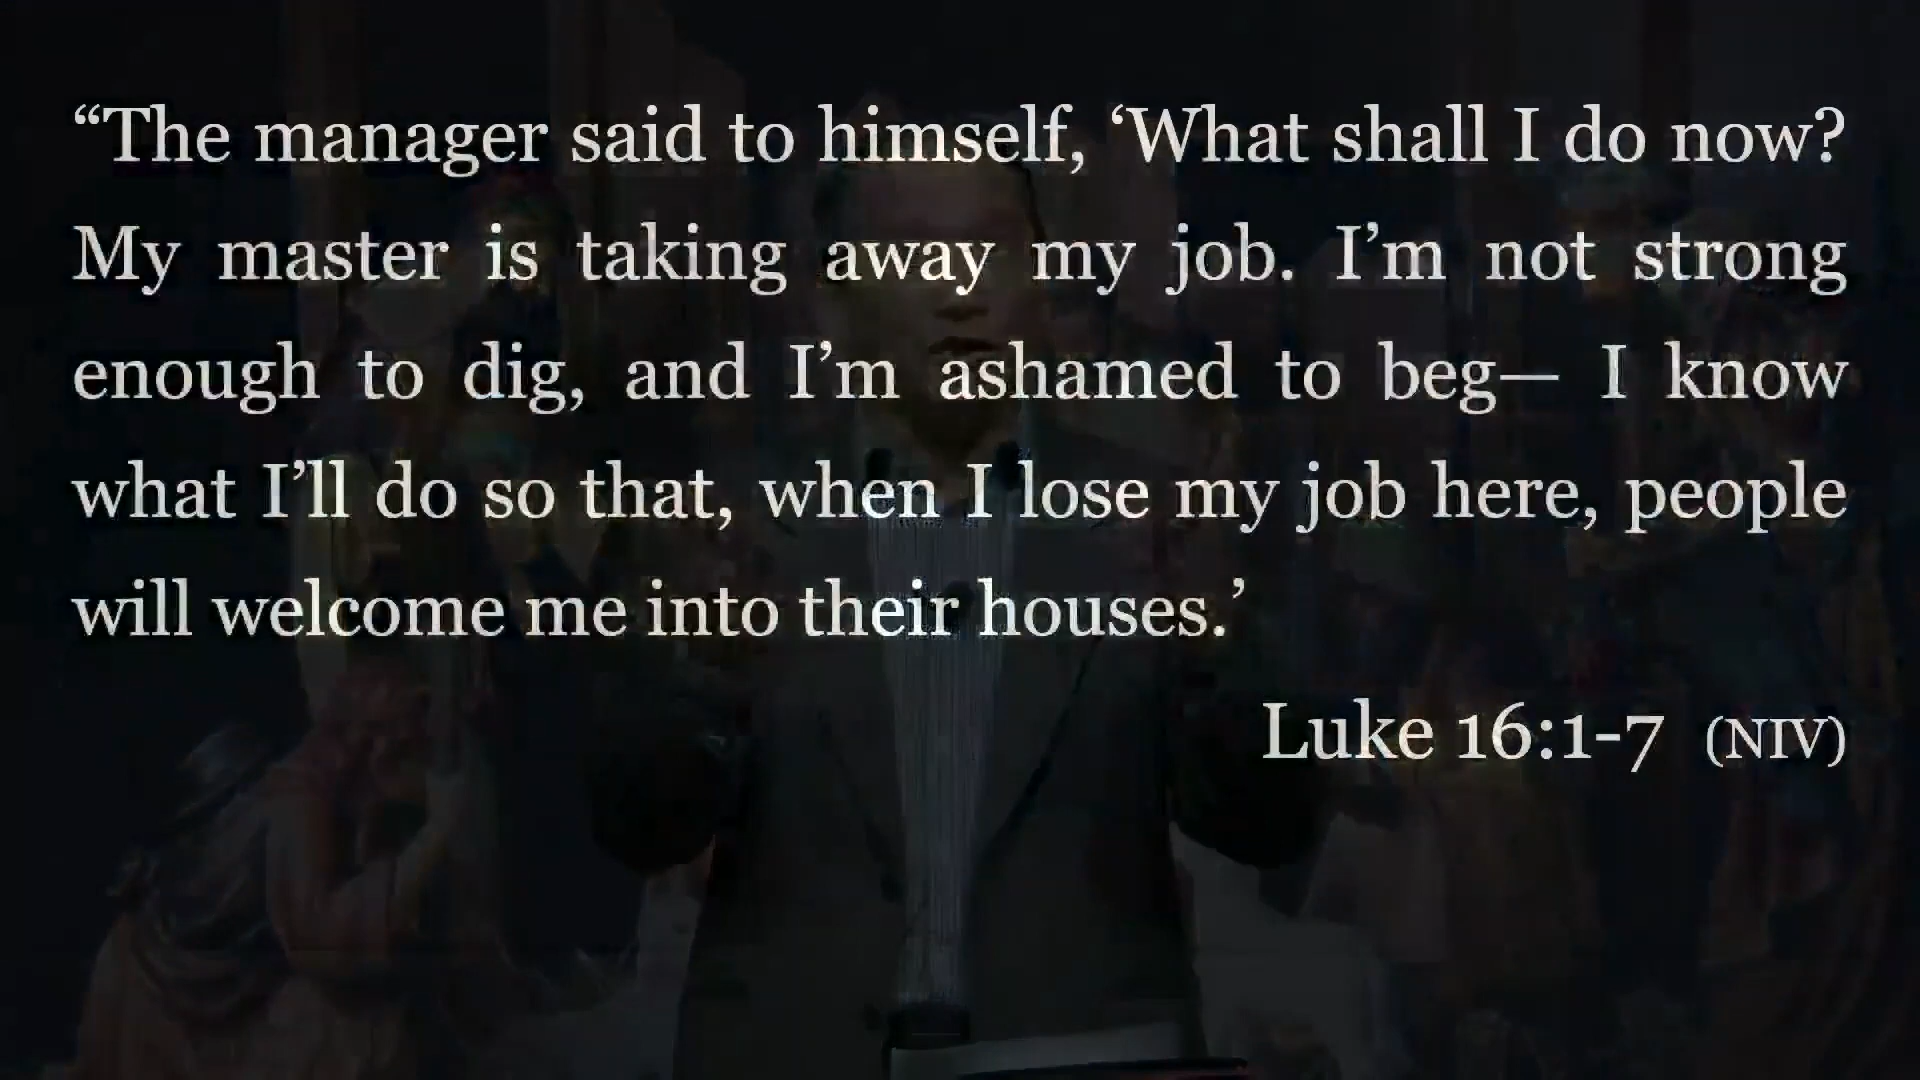 “The manager said to himself, ‘What shall I do now?
My master is taking away my job. I’m not strong
enough to dig, and I’m ashamed to beg— I know
what I’ll do so that, when I lose my job here, people
will welcome me into their houses.’
Luke 16:1-7 (NIV)